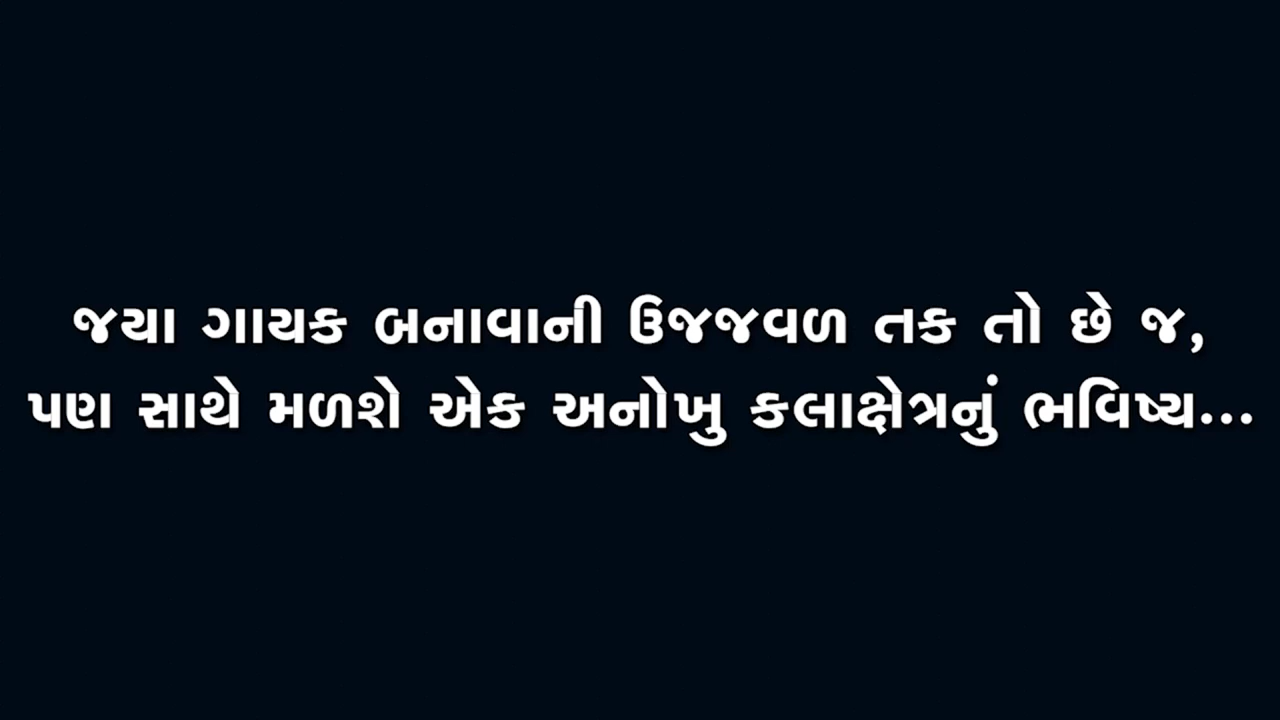 જયા ગાયક બનાવાની ઉજજવળ તક તો છે જ,
પણ સાથે મળશે એક અનોખુ કલાક્ષેત્રનું ભવિષ્ય...